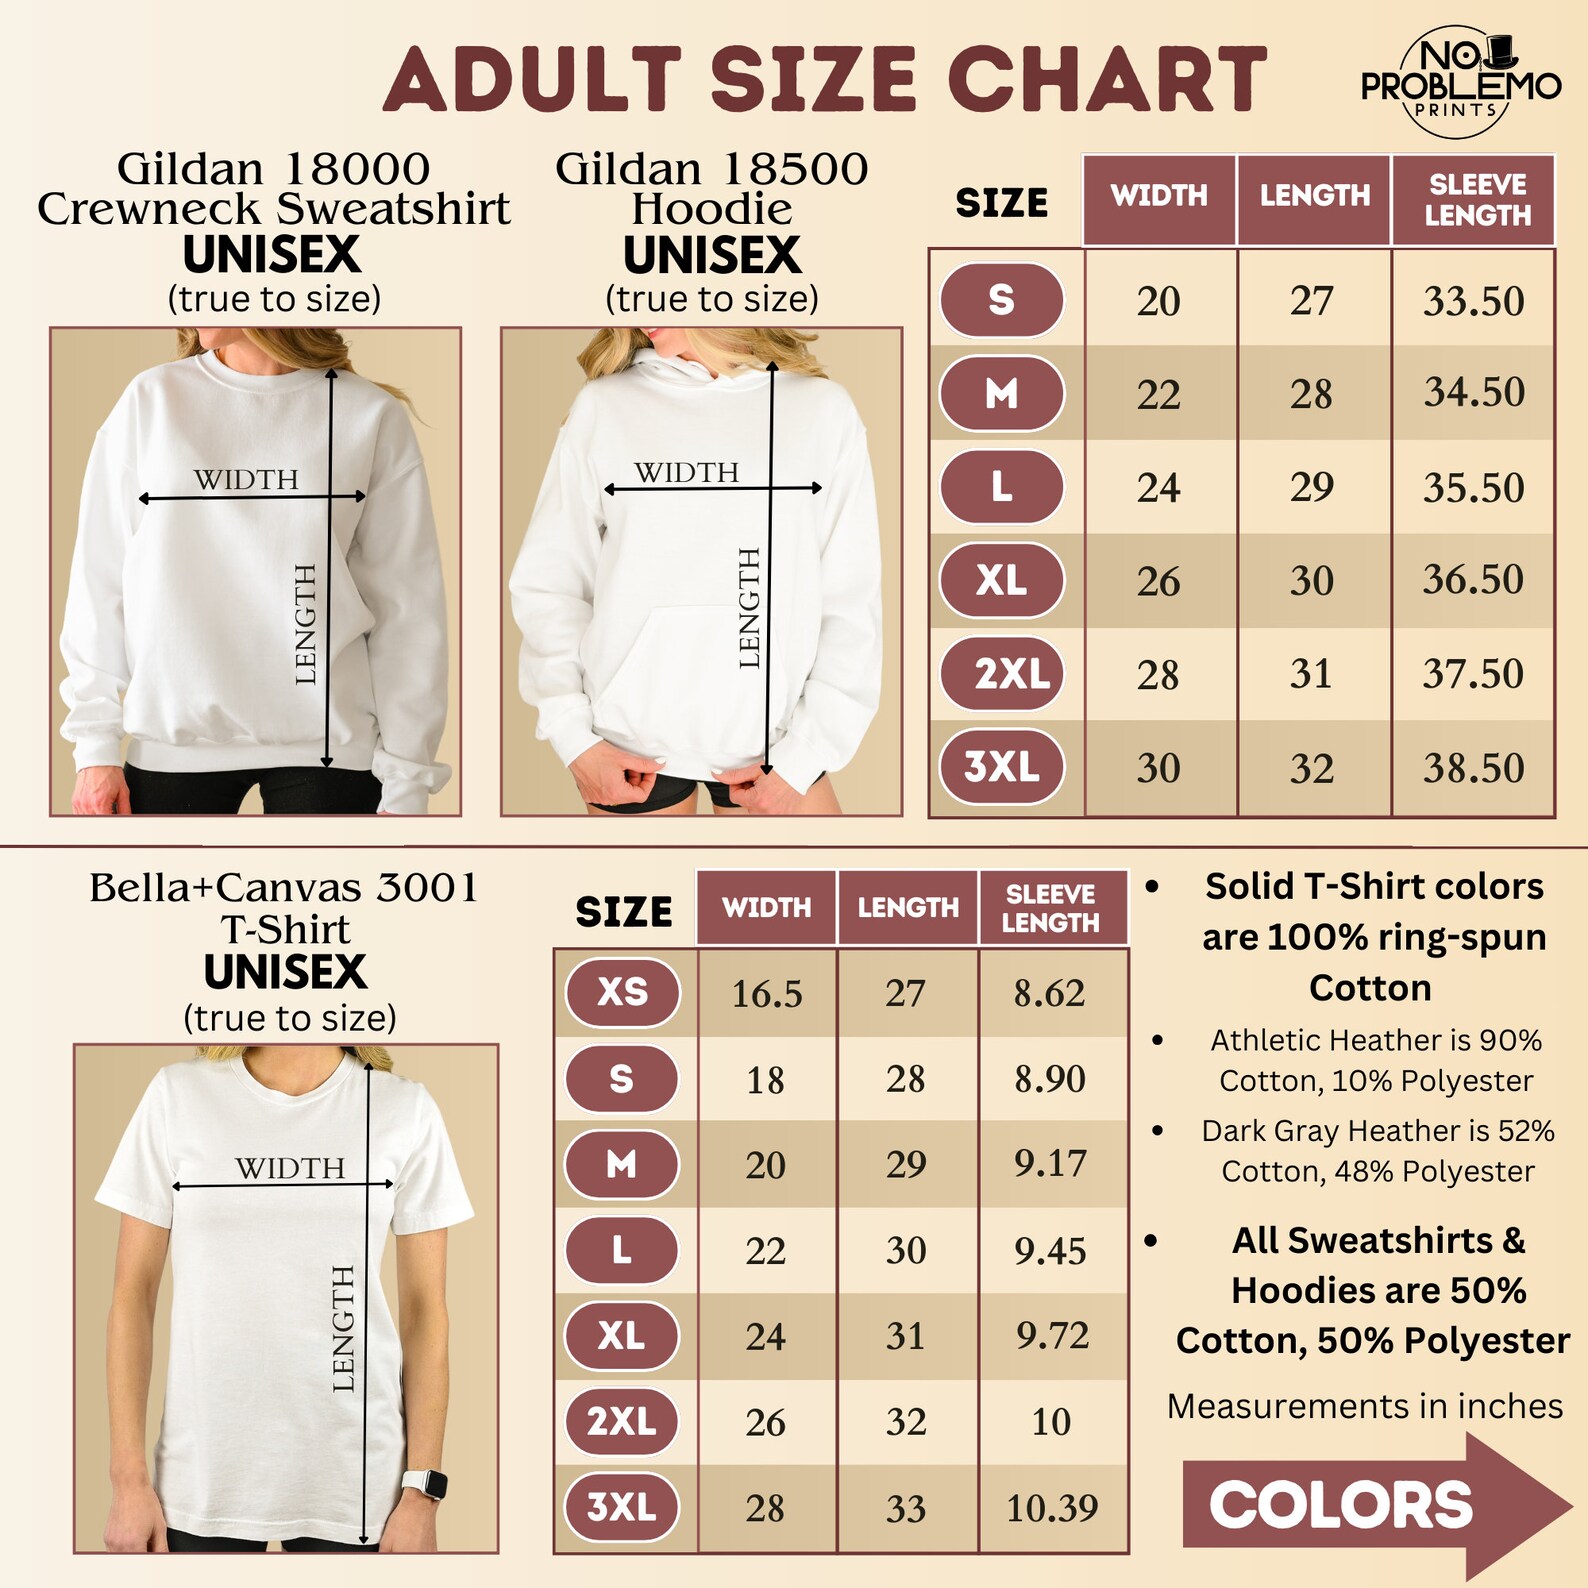 ADULT SIZE CHART
NO
PROBLEMO
PRINTS
Gildan 18000
Crewneck Sweatshirt
UNISEX
(true to size)
WIDTH
LENGTH
Gildan 18500
Hoodie
UNISEX
(true to size)
WIDTH
LENGTH
SIZE WIDTH LENGTH SLEEVE LENGTH
S 20 27 33.50
M 22 28 34.50
L 24 29 35.50
XL 26 30 36.50
2XL 28 31 37.50
3XL 30 32 38.50
Bella+Canvas 3001
T-Shirt
UNISEX
(true to size)
WIDTH
LENGTH
SIZE WIDTH LENGTH SLEEVE LENGTH
XS 16.5 27 8.62
S 18 28 8.90
M 20 29 9.17
L 22 30 9.45
XL 24 31 9.72
2XL 26 32 10
3XL 28 33 10.39
• Solid T-Shirt colors
are 100% ring-spun
Cotton
• Athletic Heather is 90%
Cotton, 10% Polyester
• Dark Gray Heather is 52%
Cotton, 48% Polyester
• All Sweatshirts &
Hoodies are 50%
Cotton, 50% Polyester
Measurements in inches
COLORS